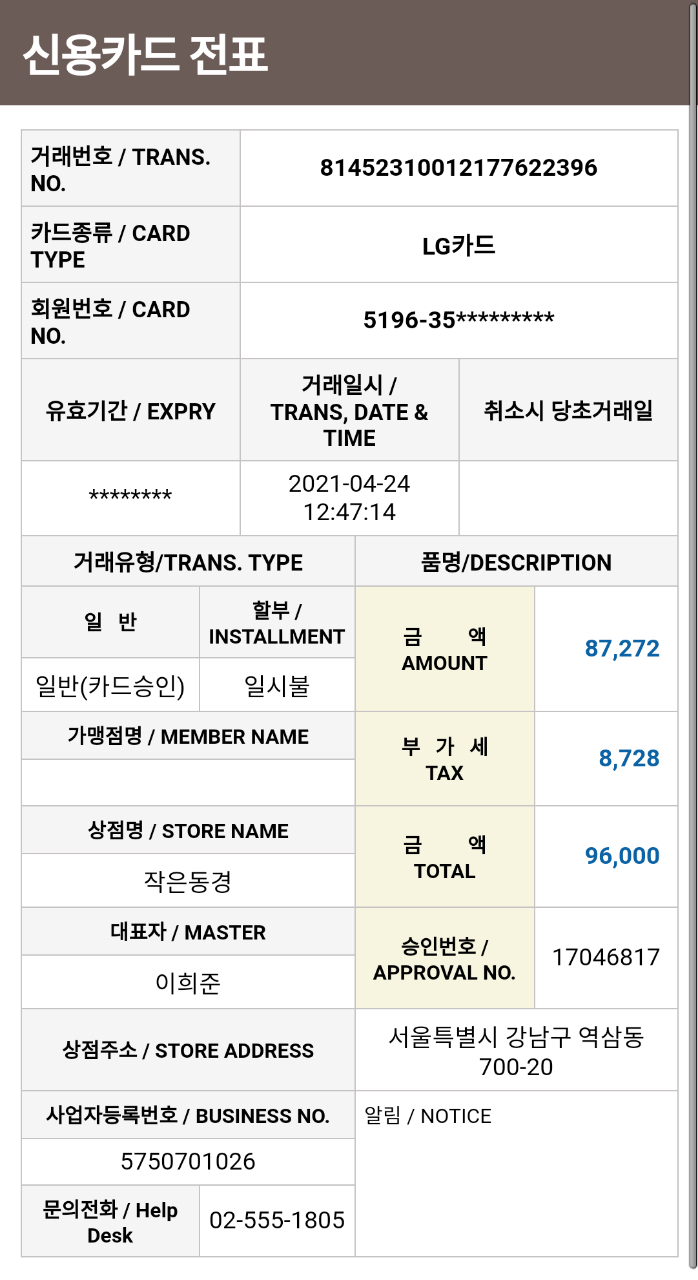 신용카드 전표
거래번호 / TRANS.
NO.
81452310012177622396
카드종류 / CARD
TYPE
LG카드
회원번호 / CARD
NO.
5196-35*********
유효기간 / EXPRY
거래일시 /
TRANS, DATE &
TIME
취소시 당초거래일
********
2021-04-24
12:47:14
거래유형/TRANS. TYPE
품명/DESCRIPTION
일 반
할부 /
INSTALLMENT
금 액
AMOUNT
87,272
일반(카드승인)
일시불
가맹점명 / MEMBER NAME
부 가 세
TAX
8,728
상점명 / STORE NAME
작은동경
금 액
TOTAL
96,000
대표자 / MASTER
이희준
승인번호 /
APPROVAL NO.
17046817
상점주소 / STORE ADDRESS
서울특별시 강남구 역삼동
700-20
사업자등록번호 / BUSINESS NO.
5750701026
알림 / NOTICE
문의전화 / Help
Desk
02-555-1805